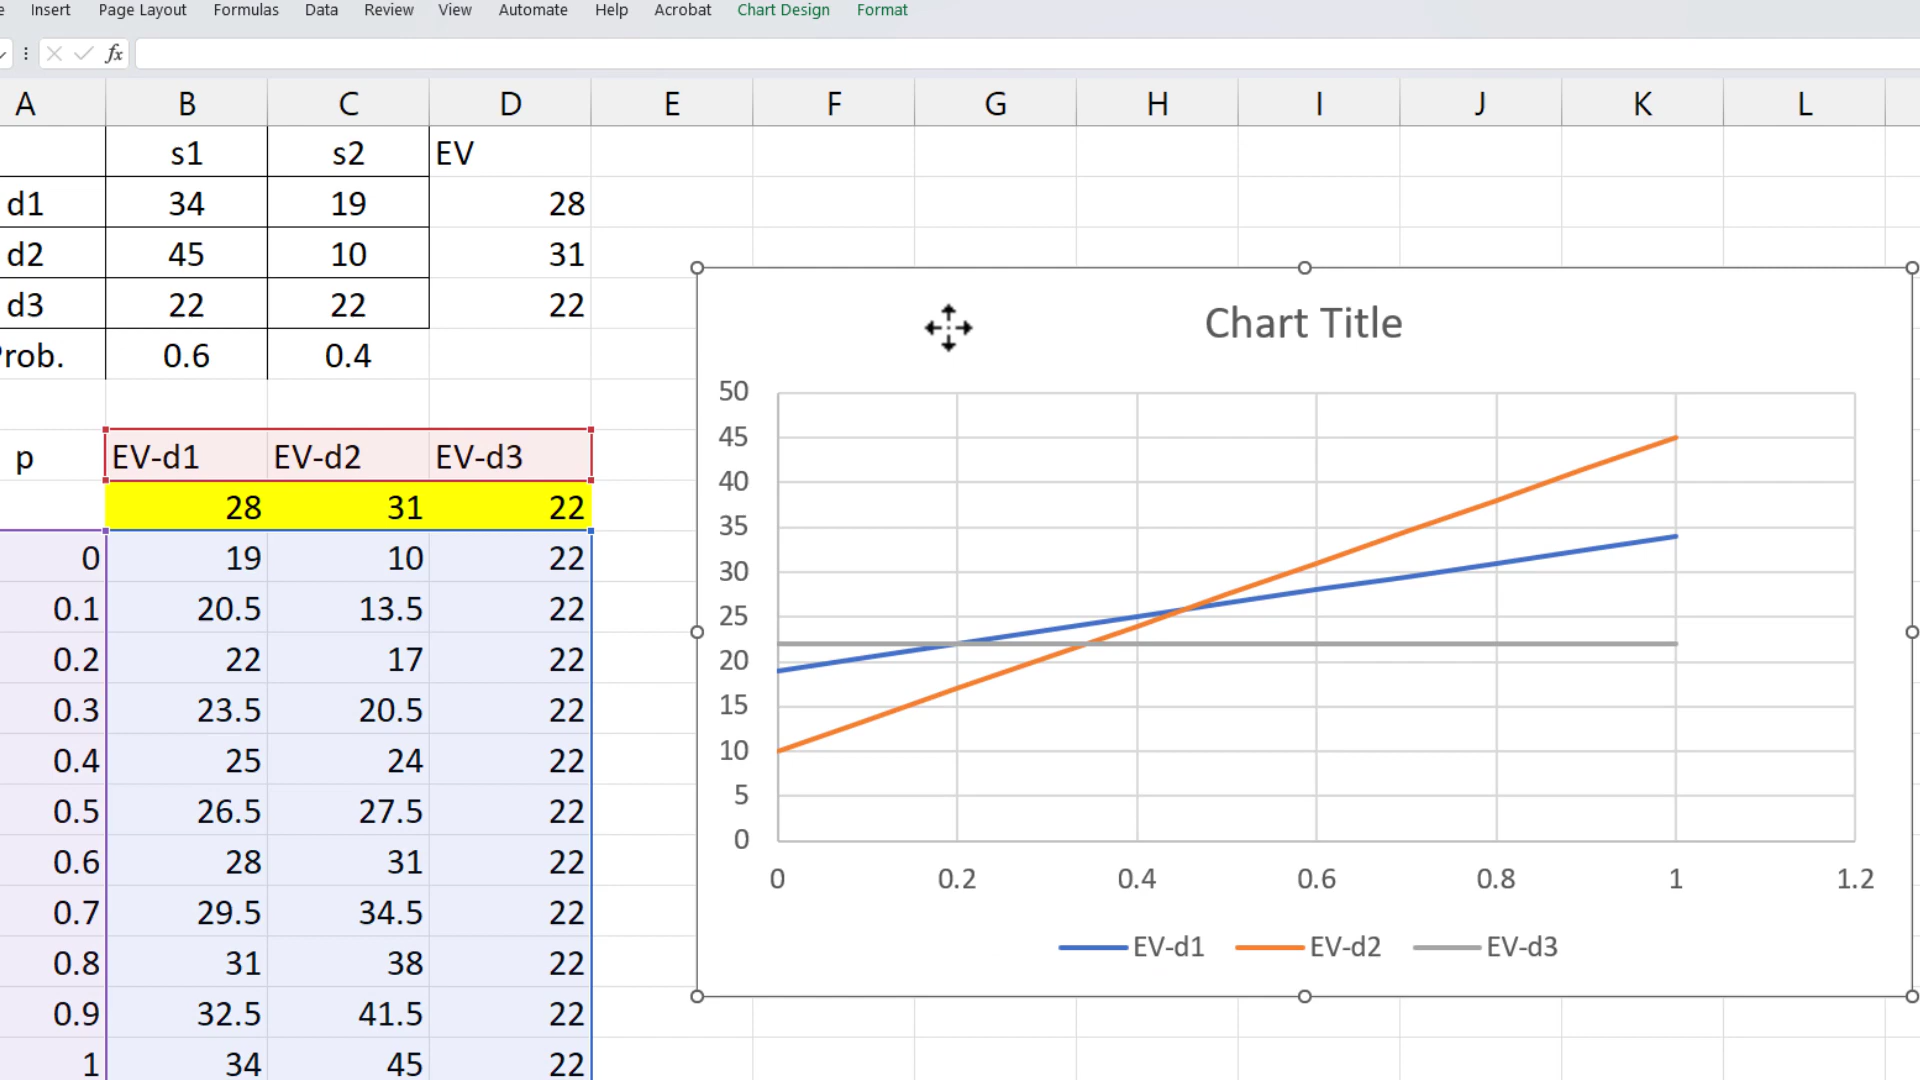 Insert Page Layout Formulas Data Review View Automate Help Acrobat Chart Design Format
fx
A B C D E F G H I J K L
s1 s2 EV
d1 34 19 28
d2 45 10 31
d3 22 22 22
rob. 0.6 0.4
p EV-d1 EV-d2 EV-d3
28 31 22
0 19 10 22
0.1 20.5 13.5 22
0.2 22 17 22
0.3 23.5 20.5 22
0.4 25 24 22
0.5 26.5 27.5 22
0.6 28 31 22
0.7 29.5 34.5 22
0.8 31 38 22
0.9 32.5 41.5 22
1 34 45 22
Chart Title
50
45
40
35
30
25
20
15
10
5
0
0 0.2 0.4 0.6 0.8 1 1.2
EV-d1 EV-d2 EV-d3